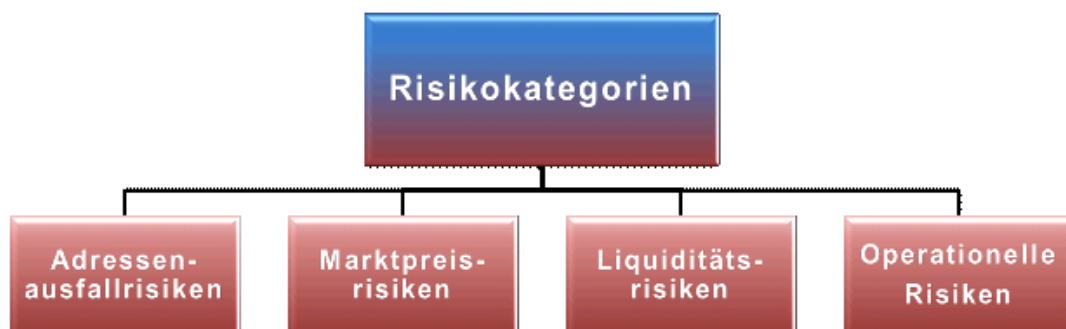 Risikokategorien
Adressen-
ausfallrisiken
Marktpreis-
risiken
Liquiditäts-
risiken
Operationelle
Risiken